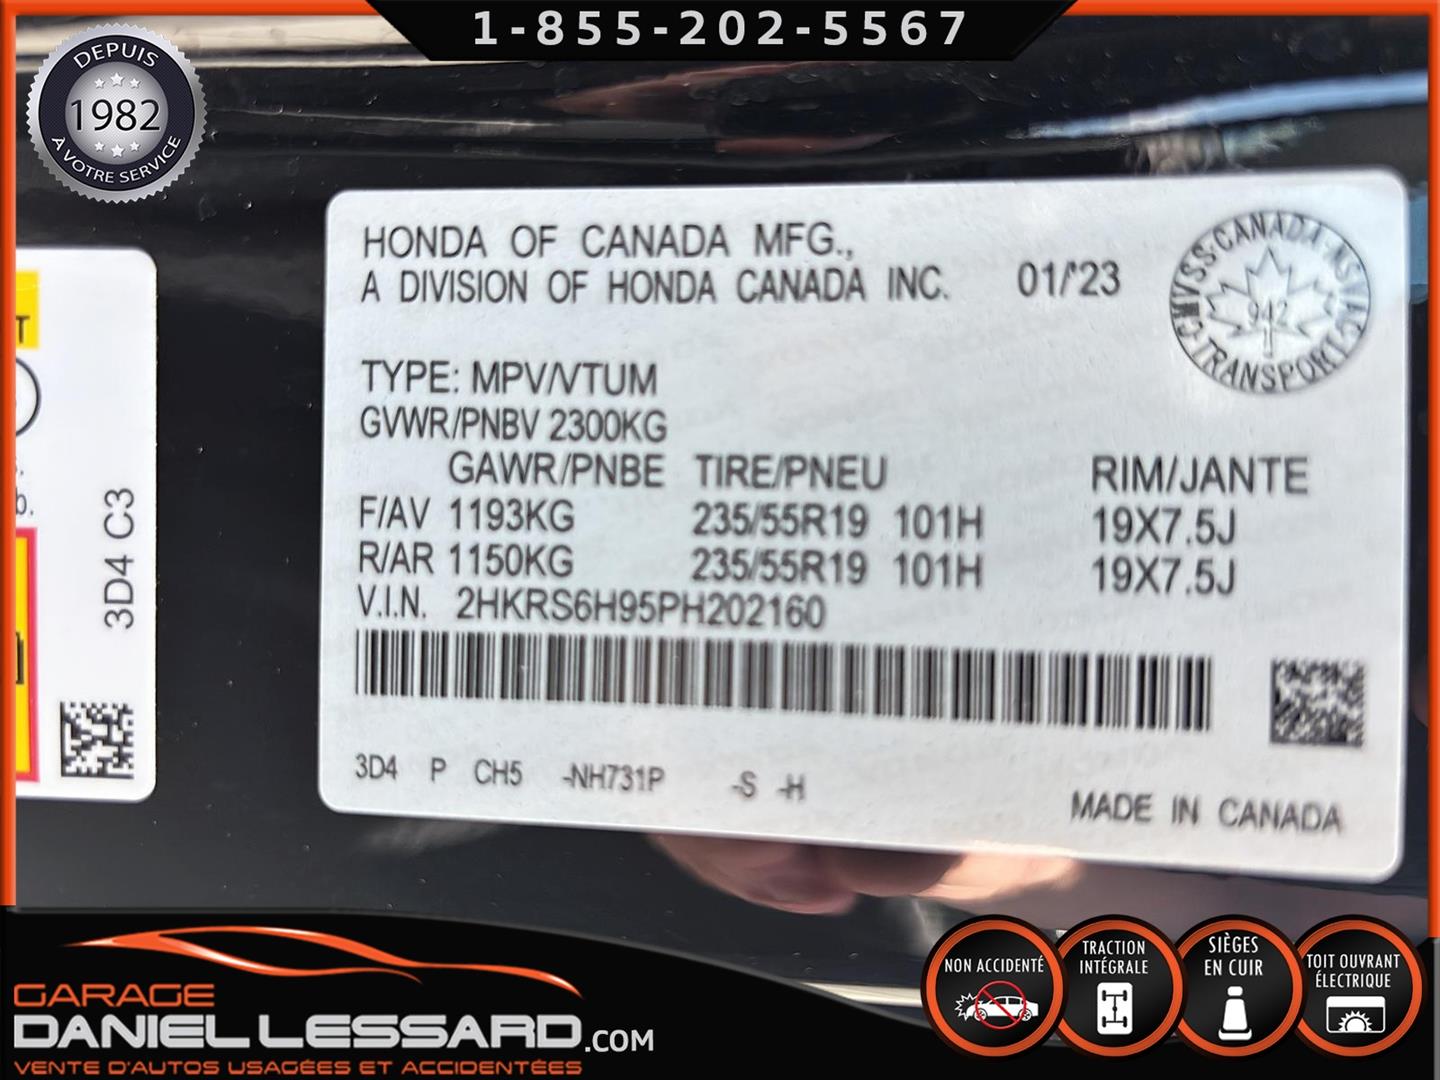 1-855-202-5567
DEPUIS
1982
À VOTRE SERVICE
HONDA OF CANADA MFG.,
A DIVISION OF HONDA CANADA INC. 01/'23
CANADA-NSVAC-TRANSPORT-CMVSS-
942
TYPE: MPV/VTUM
GVWR/PNBV 2300KG
GAWR/PNBE TIRE/PNEU RIM/JANTE
F/AV 1193KG 235/55R19 101H 19X7.5J
R/AR 1150KG 235/55R19 101H 19X7.5J
V.I.N. 2HKRS6H95PH202160
3D4 P CH5 -NH731P -S -H
MADE IN CANADA
T
b.
3D4 C3
GARAGE
DANIEL LESSARD.COM
VENTE D'AUTOS USAGÉES ET ACCIDENTÉES
NON ACCIDENTÉ
TRACTION
INTÉGRALE
SIÈGES
EN CUIR
TOIT OUVRANT
ÉLECTRIQUE